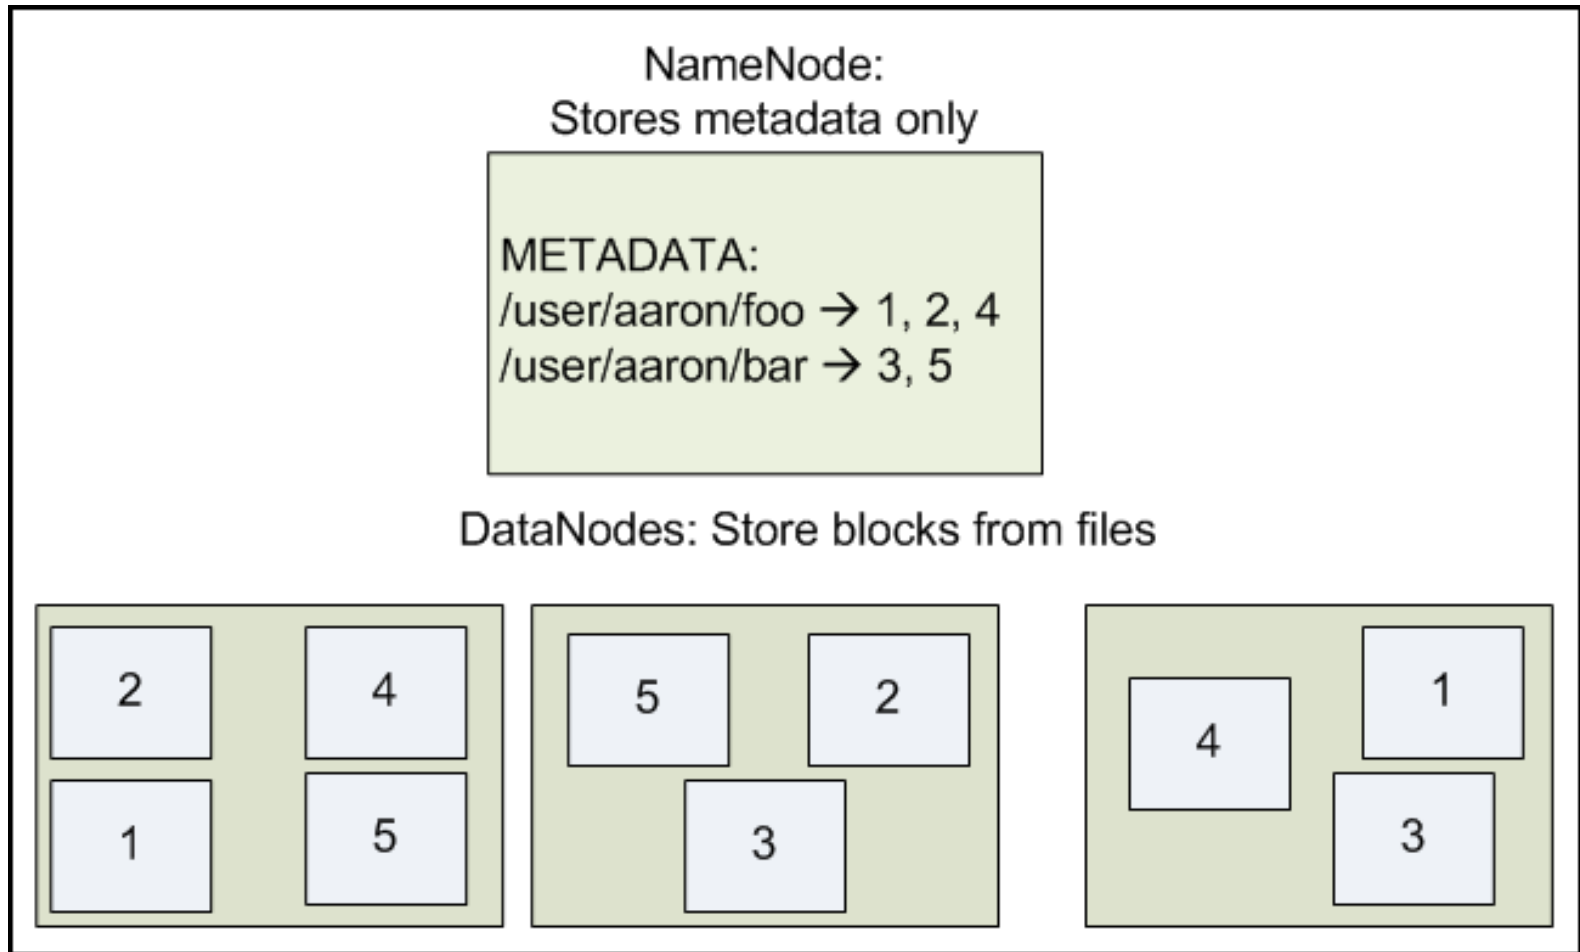 NameNode:
Stores metadata only
METADATA:
/user/aaron/foo → 1, 2, 4
/user/aaron/bar → 3, 5
DataNodes: Store blocks from files
2
4
1
5
5
2
3
4
1
3